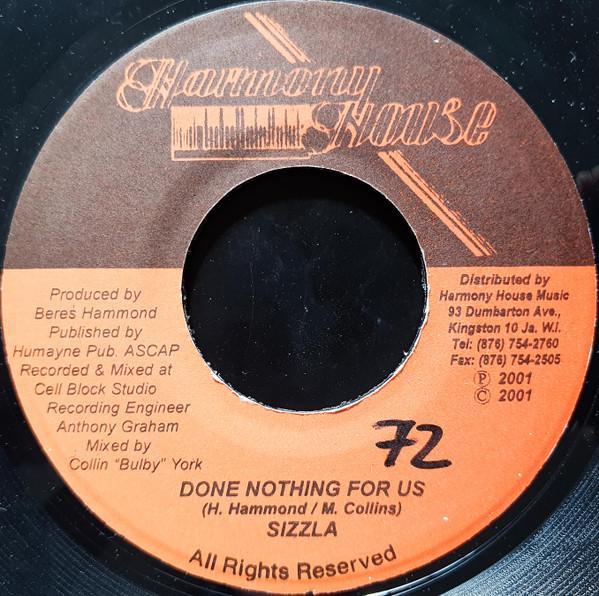 Harmony
House
Produced by
Beres Hammond
Published by
Humayne Pub. ASCAP
Recorded & Mixed at
Cell Block Studio
Recording Engineer
Anthony Graham
Mixed by
Collin "Bulby" York
Distributed by
Harmony House Music
93 Dumbarton Ave.,
Kingston 10 Ja. W.I.
Tel: (876) 754-2760
Fax: (876) 754-2505
Ⓟ 2001
© 2001
72
DONE NOTHING FOR US
(H. Hammond / M. Collins)
SIZZLA
All Rights Reserved